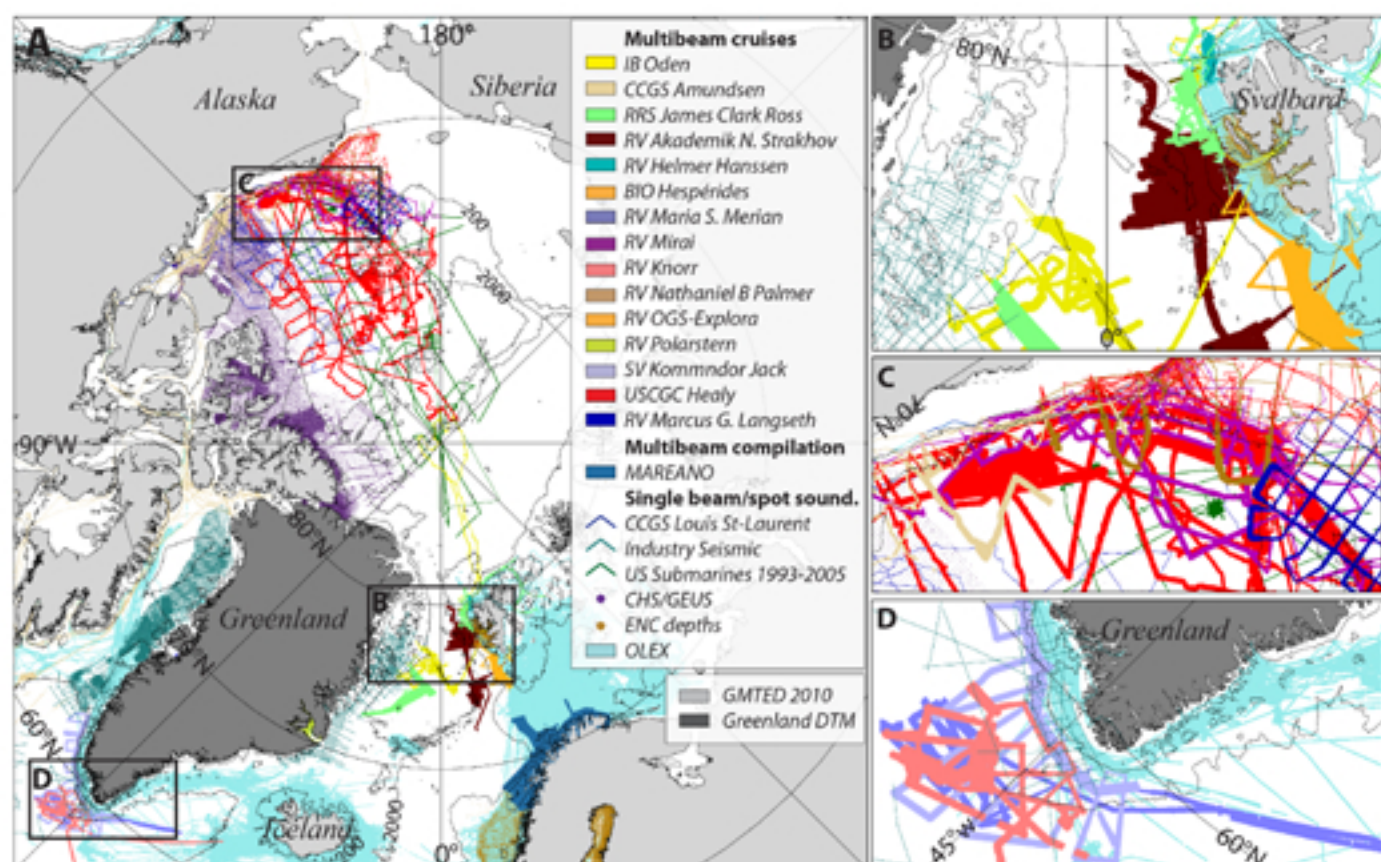 A
180°
Alaska
Siberia
C
200
2000
90°W
80°N
Greenland
B
60°N
D
Iceland
2000
0°
Multibeam cruises
IB Oden
CCGS Amundsen
RRS James Clark Ross
RV Akademik N. Strakhov
RV Helmer Hanssen
BIO Hespérides
RV Maria S. Merian
RV Mirai
RV Knorr
RV Nathaniel B Palmer
RV OGS-Explora
RV Polarstern
SV Kommndor Jack
USCGC Healy
RV Marcus G. Langseth
Multibeam compilation
MAREANO
Single beam/spot sound.
CCGS Louis St-Laurent
Industry Seismic
US Submarines 1993-2005
CHS/GEUS
ENC depths
OLEX
GMTED 2010
Greenland DTM
B
80°N
Svalbard
0°
C
70°N
D
Greenland
45°W
60°N